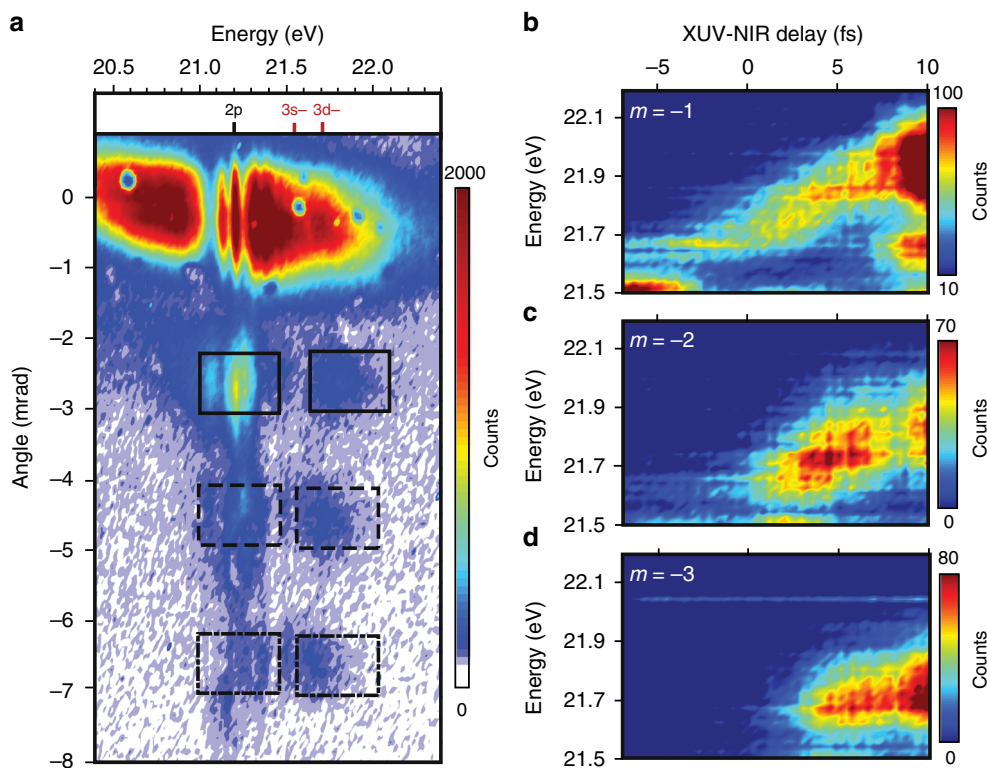 a
Energy (eV)
20.5 21.0 21.5 22.0
2p 3s– 3d–
Angle (mrad)
0
–1
–2
–3
–4
–5
–6
–7
–8
2000
Counts
0
b
XUV-NIR delay (fs)
–5 0 5 10
m = –1
Energy (eV)
22.1
21.9
21.7
21.5
100
Counts
10
c
m = –2
Energy (eV)
22.1
21.9
21.7
21.5
70
Counts
0
d
m = –3
Energy (eV)
22.1
21.9
21.7
21.5
80
Counts
0